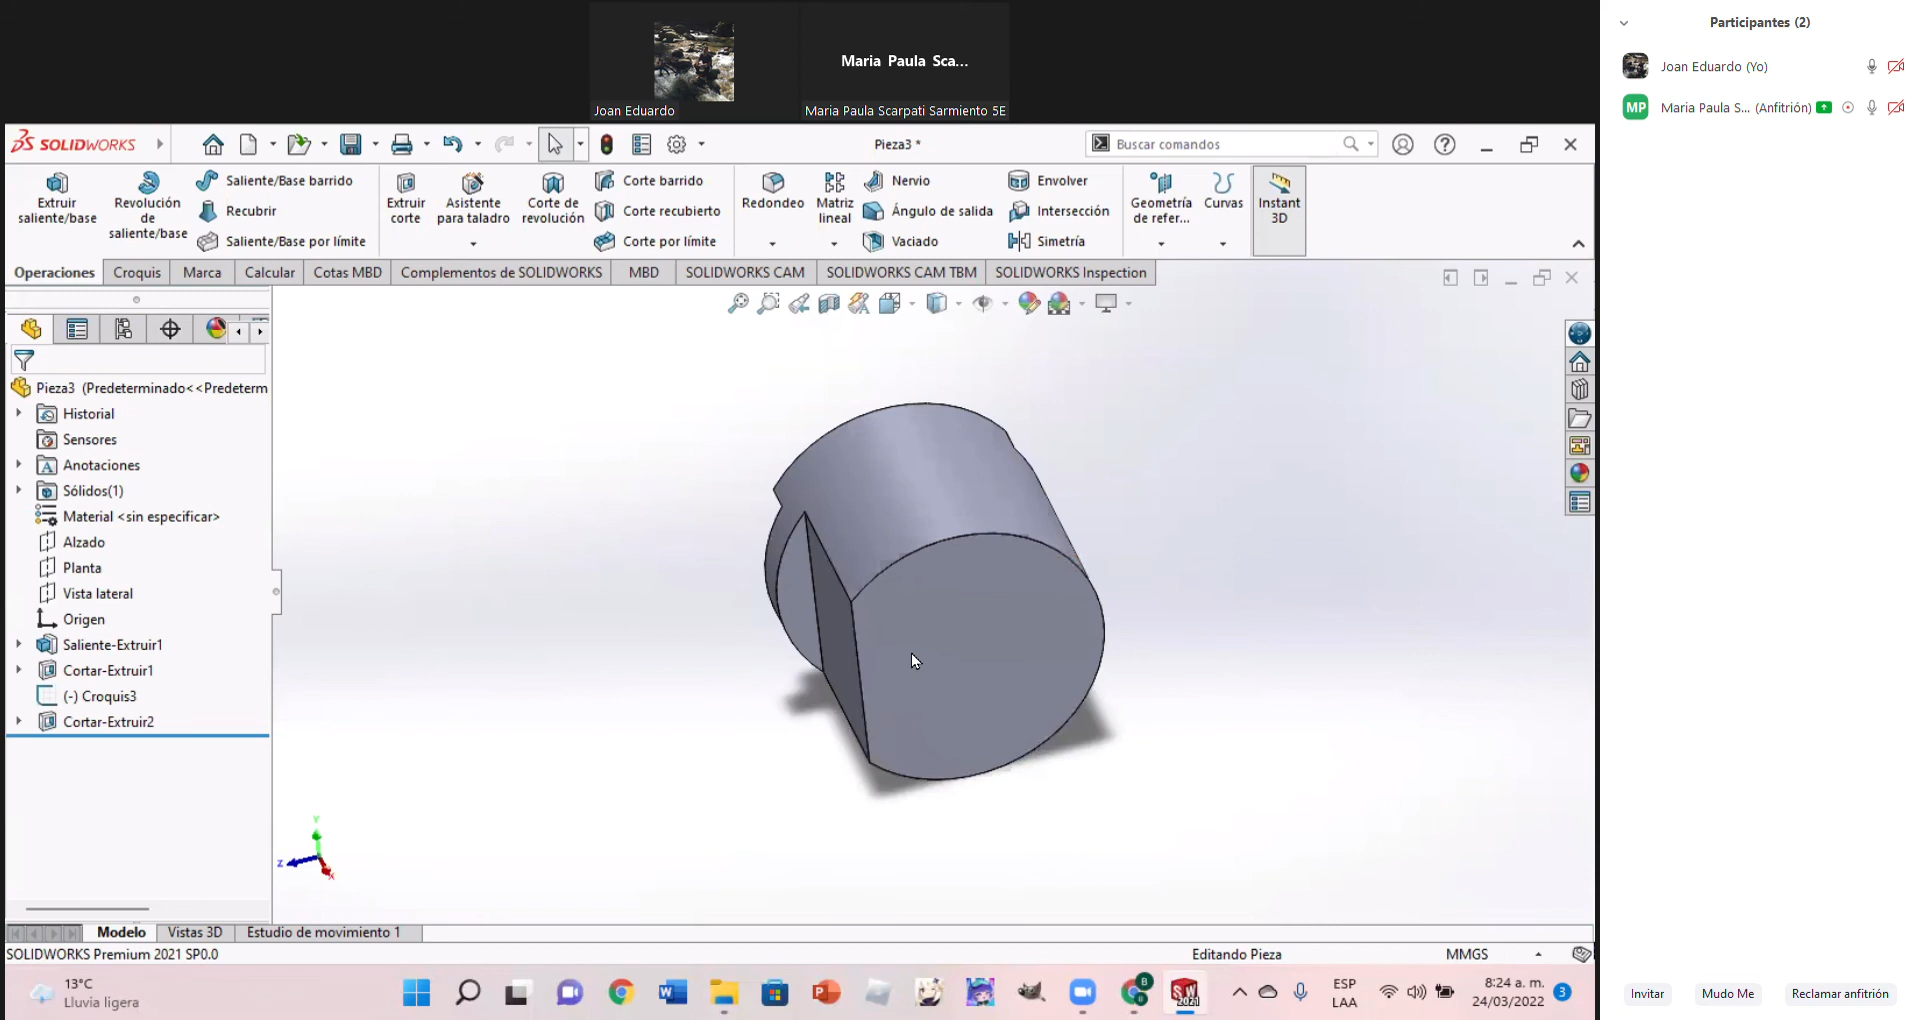 Maria Paula Sca...
Joan Eduardo
Maria Paula Scarpati Sarmiento 5E
Participantes (2)
Joan Eduardo (Yo)
MP
Maria Paula S... (Anfitrión)
SOLIDWORKS
Pieza3 *
Buscar comandos
Extruir
saliente/base
Revolución
de
saliente/base
Saliente/Base barrido
Recubrir
Saliente/Base por límite
Extruir
corte
Asistente
para taladro
Corte de
revolución
Corte barrido
Corte recubierto
Corte por límite
Redondeo
Matriz
lineal
Nervio
Ángulo de salida
Vaciado
Envolver
Intersección
Simetría
Geometría
de refer...
Curvas
Instant
3D
Operaciones
Croquis
Marca
Calcular
Cotas MBD
Complementos de SOLIDWORKS
MBD
SOLIDWORKS CAM
SOLIDWORKS CAM TBM
SOLIDWORKS Inspection
Pieza3 (Predeterminado<<Predeterm
Historial
Sensores
Anotaciones
Sólidos(1)
Material <sin especificar>
Alzado
Planta
Vista lateral
Origen
Saliente-Extruir1
Cortar-Extruir1
(-) Croquis3
Cortar-Extruir2
Y
Z
X
Modelo
Vistas 3D
Estudio de movimiento 1
SOLIDWORKS Premium 2021 SP0.0
Editando Pieza
MMGS
13°C
Lluvia ligera
ESP
LAA
8:24 a. m.
24/03/2022
3
Invitar
Mudo Me
Reclamar anfitrión